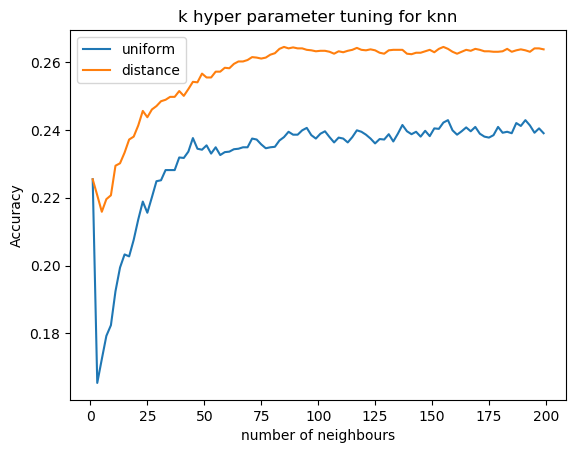 k hyper parameter tuning for knn
uniform
distance
Accuracy
0.26
0.24
0.22
0.20
0.18
0 25 50 75 100 125 150 175 200
number of neighbours